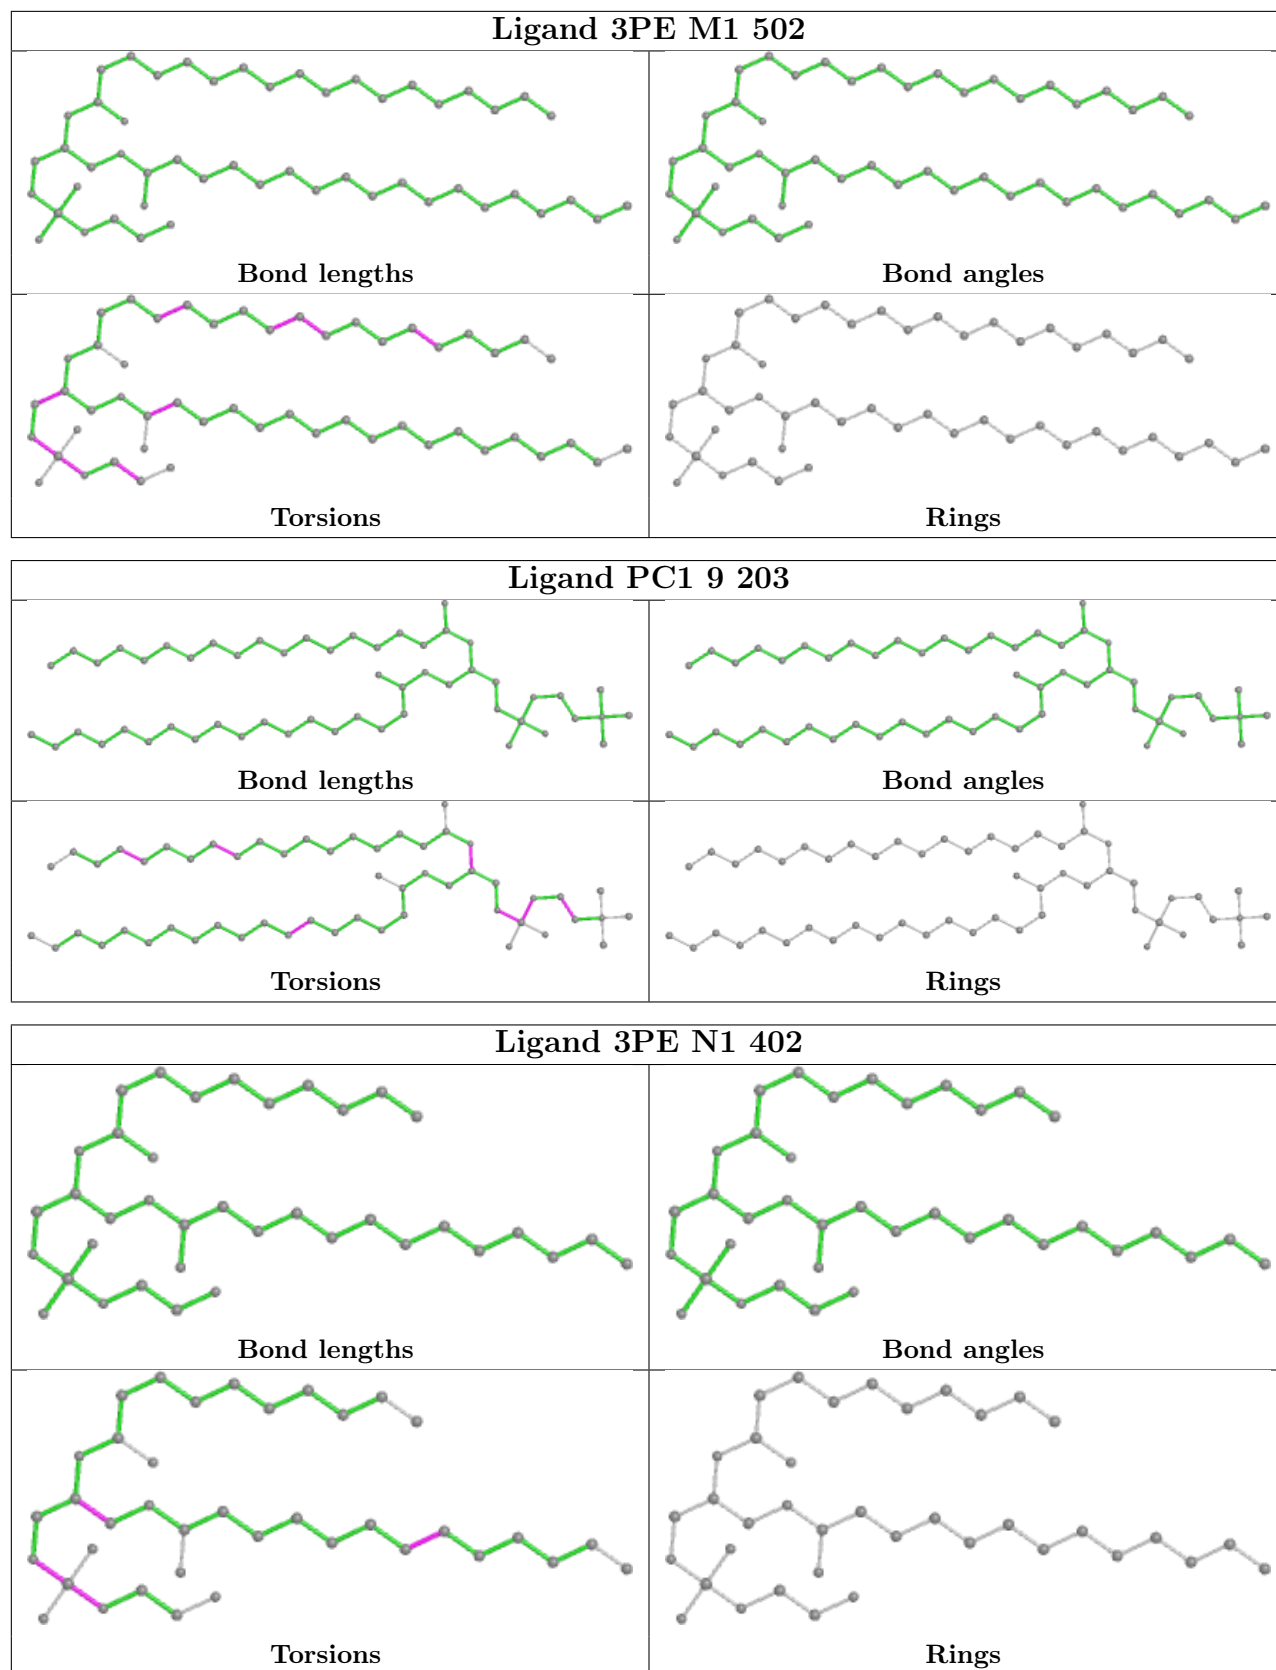 Ligand 3PE M1 502
Bond lengths
Bond angles
Torsions
Rings
Ligand PC1 9 203
Bond lengths
Bond angles
Torsions
Rings
Ligand 3PE N1 402
Bond lengths
Bond angles
Torsions
Rings